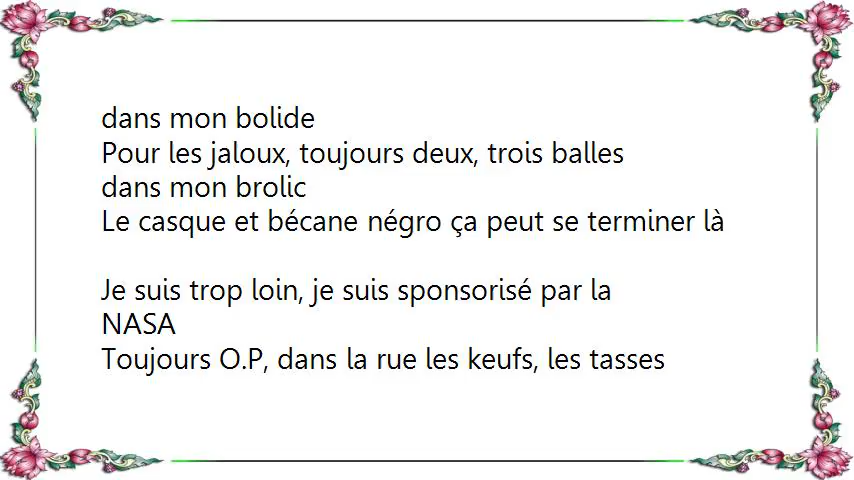 dans mon bolide
Pour les jaloux, toujours deux, trois balles
dans mon brolic
Le casque et bécane négro ça peut se terminer là
Je suis trop loin, je suis sponsorisé par la
NASA
Toujours O.P, dans la rue les keufs, les tasses